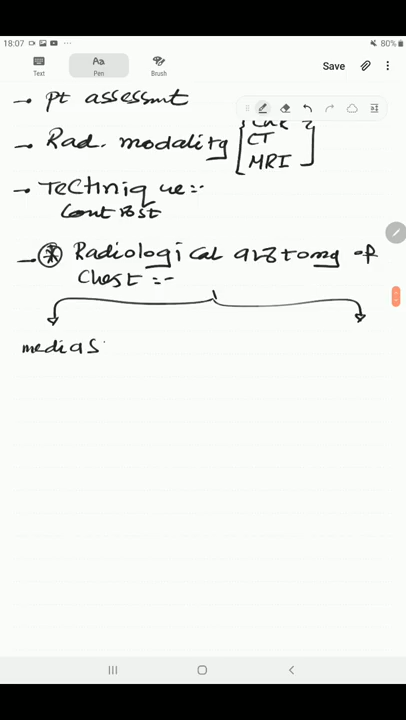 18:07 80%
Text Pen Brush Save
→ Pt assessmt
→ Rad. modality CXR
CT
MRI
→ Technique :-
Contrast
→ * Radiological anatomy of
Chest :-
medias